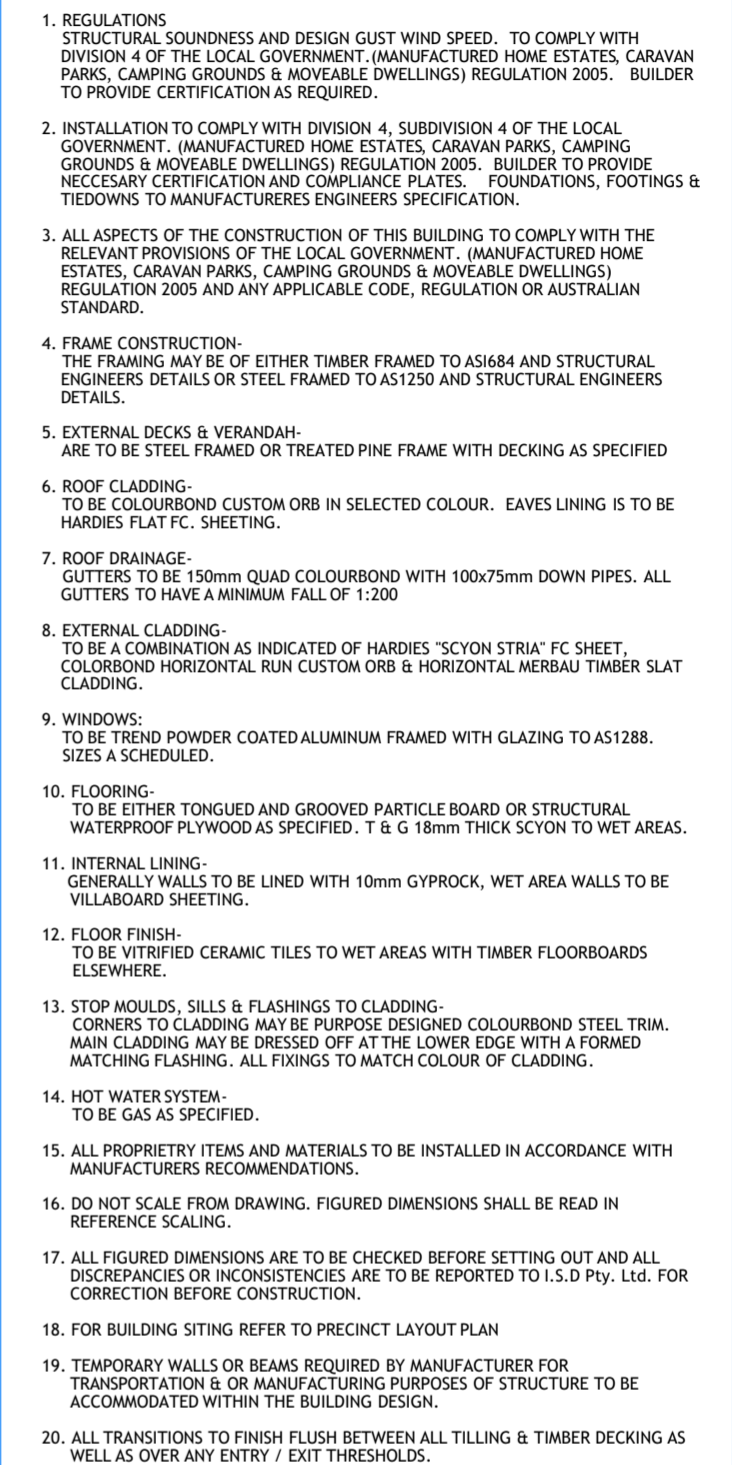 1. REGULATIONS
STRUCTURAL SOUNDNESS AND DESIGN GUST WIND SPEED. TO COMPLY WITH
DIVISION 4 OF THE LOCAL GOVERNMENT.(MANUFACTURED HOME ESTATES, CARAVAN
PARKS, CAMPING GROUNDS & MOVEABLE DWELLINGS) REGULATION 2005. BUILDER
TO PROVIDE CERTIFICATION AS REQUIRED.
2. INSTALLATION TO COMPLY WITH DIVISION 4, SUBDIVISION 4 OF THE LOCAL
GOVERNMENT. (MANUFACTURED HOME ESTATES, CARAVAN PARKS, CAMPING
GROUNDS & MOVEABLE DWELLINGS) REGULATION 2005. BUILDER TO PROVIDE
NECCESARY CERTIFICATION AND COMPLIANCE PLATES. FOUNDATIONS, FOOTINGS &
TIEDOWNS TO MANUFACTURERES ENGINEERS SPECIFICATION.
3. ALL ASPECTS OF THE CONSTRUCTION OF THIS BUILDING TO COMPLY WITH THE
RELEVANT PROVISIONS OF THE LOCAL GOVERNMENT. (MANUFACTURED HOME
ESTATES, CARAVAN PARKS, CAMPING GROUNDS & MOVEABLE DWELLINGS)
REGULATION 2005 AND ANY APPLICABLE CODE, REGULATION OR AUSTRALIAN
STANDARD.
4. FRAME CONSTRUCTION-
THE FRAMING MAY BE OF EITHER TIMBER FRAMED TO ASI684 AND STRUCTURAL
ENGINEERS DETAILS OR STEEL FRAMED TO AS1250 AND STRUCTURAL ENGINEERS
DETAILS.
5. EXTERNAL DECKS & VERANDAH-
ARE TO BE STEEL FRAMED OR TREATED PINE FRAME WITH DECKING AS SPECIFIED
6. ROOF CLADDING-
TO BE COLOURBOND CUSTOM ORB IN SELECTED COLOUR. EAVES LINING IS TO BE
HARDIES FLAT FC. SHEETING.
7. ROOF DRAINAGE-
GUTTERS TO BE 150mm QUAD COLOURBOND WITH 100x75mm DOWN PIPES. ALL
GUTTERS TO HAVE A MINIMUM FALL OF 1:200
8. EXTERNAL CLADDING-
TO BE A COMBINATION AS INDICATED OF HARDIES "SCYON STRIA" FC SHEET,
COLORBOND HORIZONTAL RUN CUSTOM ORB & HORIZONTAL MERBAU TIMBER SLAT
CLADDING.
9. WINDOWS:
TO BE TREND POWDER COATED ALUMINUM FRAMED WITH GLAZING TO AS1288.
SIZES A SCHEDULED.
10. FLOORING-
TO BE EITHER TONGUED AND GROOVED PARTICLE BOARD OR STRUCTURAL
WATERPROOF PLYWOOD AS SPECIFIED. T & G 18mm THICK SCYON TO WET AREAS.
11. INTERNAL LINING-
GENERALLY WALLS TO BE LINED WITH 10mm GYPROCK, WET AREA WALLS TO BE
VILLABOARD SHEETING.
12. FLOOR FINISH-
TO BE VITRIFIED CERAMIC TILES TO WET AREAS WITH TIMBER FLOORBOARDS
ELSEWHERE.
13. STOP MOULDS, SILLS & FLASHINGS TO CLADDING-
CORNERS TO CLADDING MAY BE PURPOSE DESIGNED COLOURBOND STEEL TRIM.
MAIN CLADDING MAY BE DRESSED OFF AT THE LOWER EDGE WITH A FORMED
MATCHING FLASHING. ALL FIXINGS TO MATCH COLOUR OF CLADDING.
14. HOT WATER SYSTEM-
TO BE GAS AS SPECIFIED.
15. ALL PROPRIETRY ITEMS AND MATERIALS TO BE INSTALLED IN ACCORDANCE WITH
MANUFACTURERS RECOMMENDATIONS.
16. DO NOT SCALE FROM DRAWING. FIGURED DIMENSIONS SHALL BE READ IN
REFERENCE SCALING.
17. ALL FIGURED DIMENSIONS ARE TO BE CHECKED BEFORE SETTING OUT AND ALL
DISCREPANCIES OR INCONSISTENCIES ARE TO BE REPORTED TO I.S.D Pty. Ltd. FOR
CORRECTION BEFORE CONSTRUCTION.
18. FOR BUILDING SITING REFER TO PRECINCT LAYOUT PLAN
19. TEMPORARY WALLS OR BEAMS REQUIRED BY MANUFACTURER FOR
TRANSPORTATION & OR MANUFACTURING PURPOSES OF STRUCTURE TO BE
ACCOMMODATED WITHIN THE BUILDING DESIGN.
20. ALL TRANSITIONS TO FINISH FLUSH BETWEEN ALL TILLING & TIMBER DECKING AS
WELL AS OVER ANY ENTRY / EXIT THRESHOLDS.